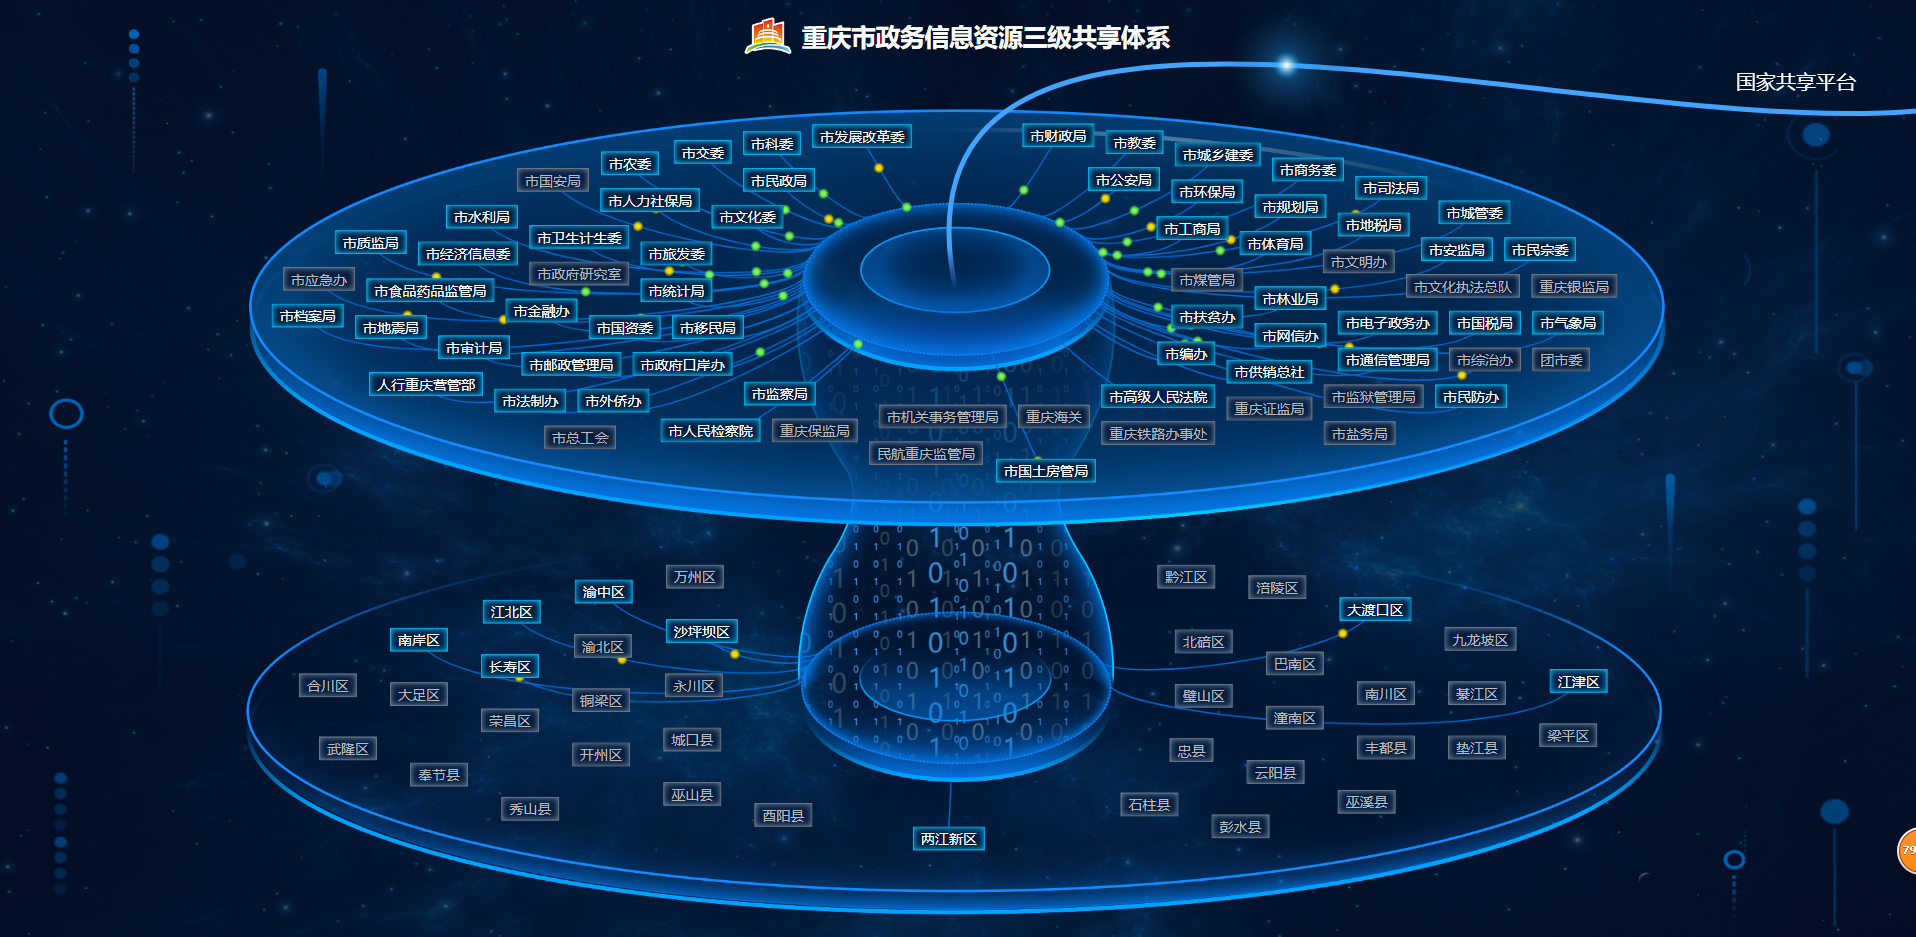 重庆市政务信息资源三级共享体系
国家共享平台
市发展改革委
市财政局
市科委
市教委
市交委
市城乡建委
市农委
市商务委
市国安局
市民政局
市公安局
市司法局
市人力社保局
市环保局
市规划局
市水利局
市文化委
市城管委
市地税局
市工商局
市卫生计生委
市质监局
市体育局
市经济信息委
市旅发委
市安监局
市民宗委
市文明办
市政府研究室
市应急办
市煤管局
市食品药品监管局
市统计局
市文化执法总队
重庆银监局
市林业局
市金融办
市档案局
市扶贫办
市地震局
市国资委
市移民局
市电子政务办
市国税局
市气象局
市网信办
市审计局
市编办
市邮政管理局
市政府口岸办
市通信管理局
市综治办
团市委
市供销总社
人行重庆营管部
市监察局
市高级人民法院
市监狱管理局
市民防办
市法制办
市外侨办
重庆证监局
市机关事务管理局
重庆海关
市总工会
市人民检察院
重庆保监局
重庆铁路办事处
市盐务局
民航重庆监管局
市国土房管局
万州区
黔江区
渝中区
涪陵区
江北区
大渡口区
沙坪坝区
南岸区
渝北区
北碚区
九龙坡区
长寿区
巴南区
合川区
大足区
永川区
江津区
铜梁区
璧山区
南川区
綦江区
荣昌区
潼南区
武隆区
城口县
梁平区
开州区
忠县
丰都县
垫江县
奉节县
云阳县
巫山县
秀山县
石柱县
巫溪县
酉阳县
彭水县
两江新区
79